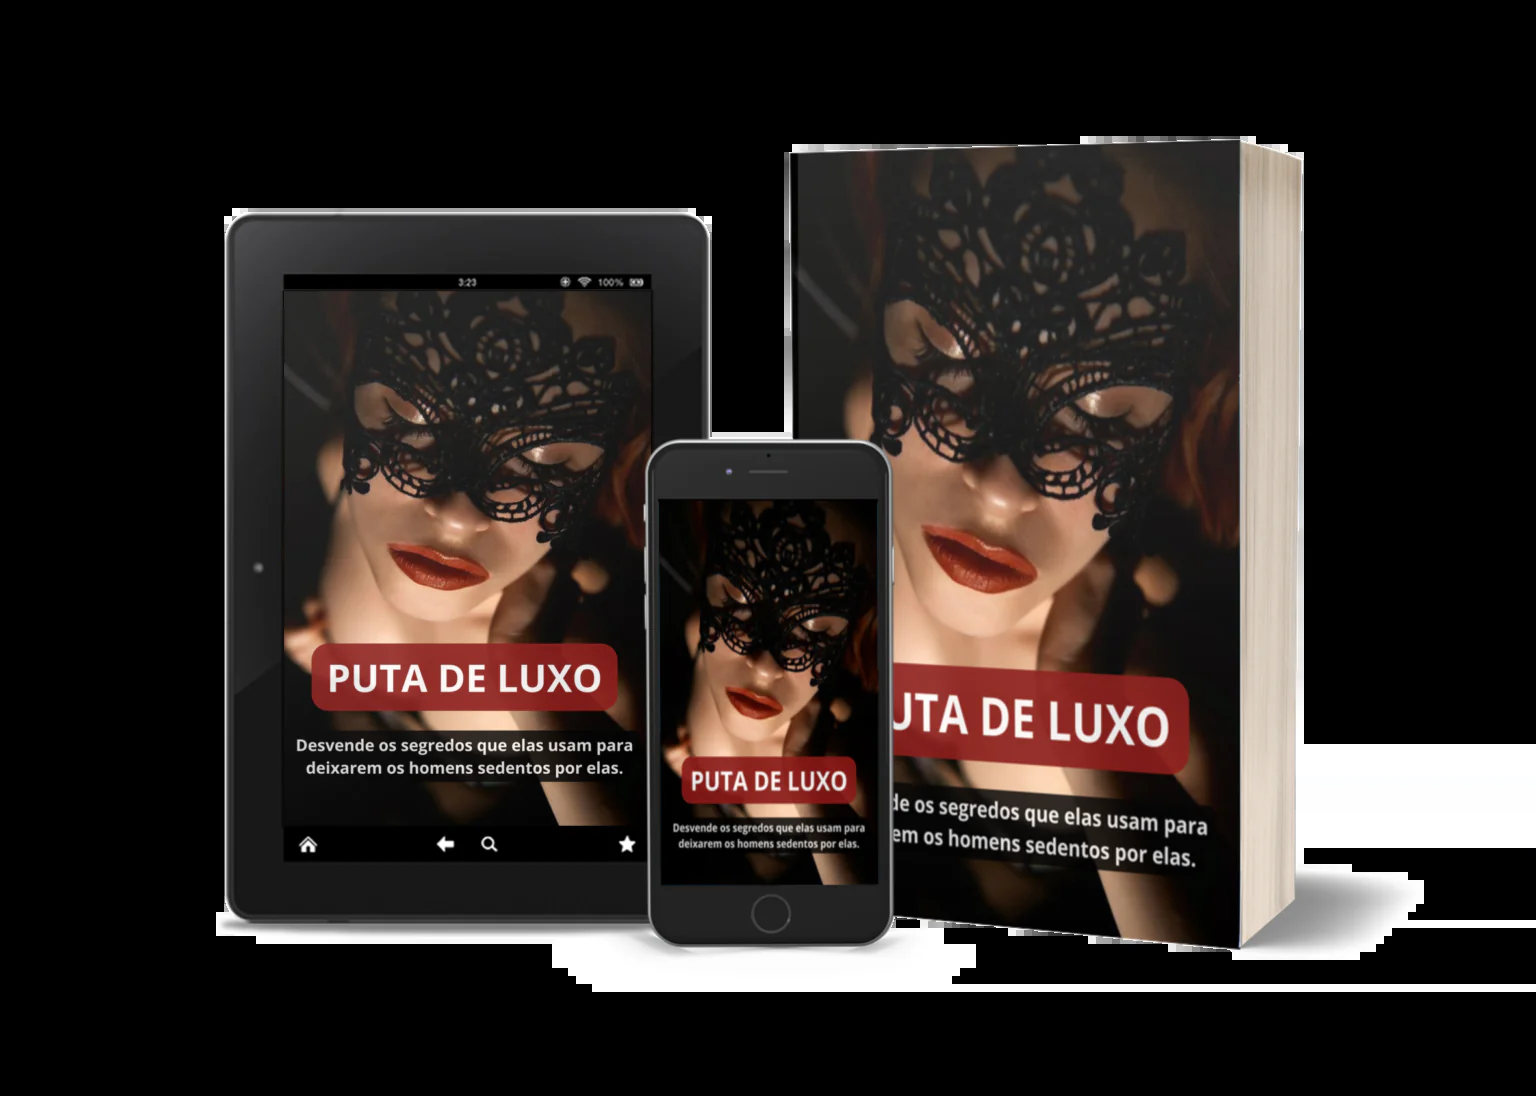 3:23
100%
PUTA DE LUXO
Desvende os segredos que elas usam para
deixarem os homens sedentos por elas.
PUTA DE LUXO
Desvende os segredos que elas usam para
deixarem os homens sedentos por elas.
UTA DE LUXO
de os segredos que elas usam para
em os homens sedentos por elas.